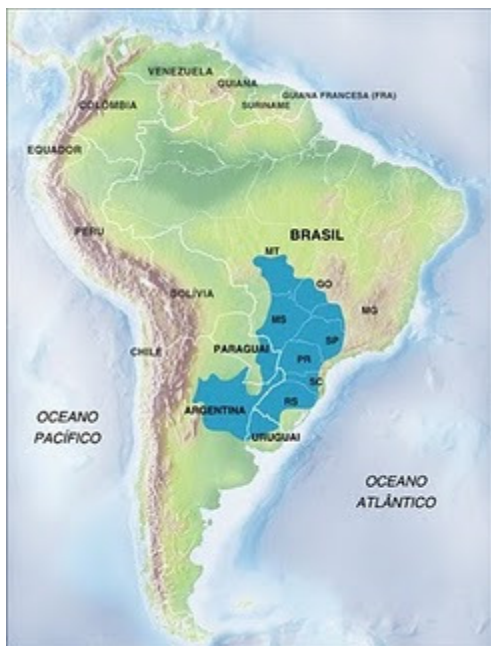 VENEZUELA
GUIANA
GUIANA FRANCESA (FRA)
SURINAME
COLÔMBIA
EQUADOR
PERU
BRASIL
MT
BOLÍVIA
GO
MG
MS
SP
CHILE
PARAGUAI
PR
SC
ARGENTINA
RS
URUGUAI
OCEANO
PACÍFICO
OCEANO
ATLÂNTICO